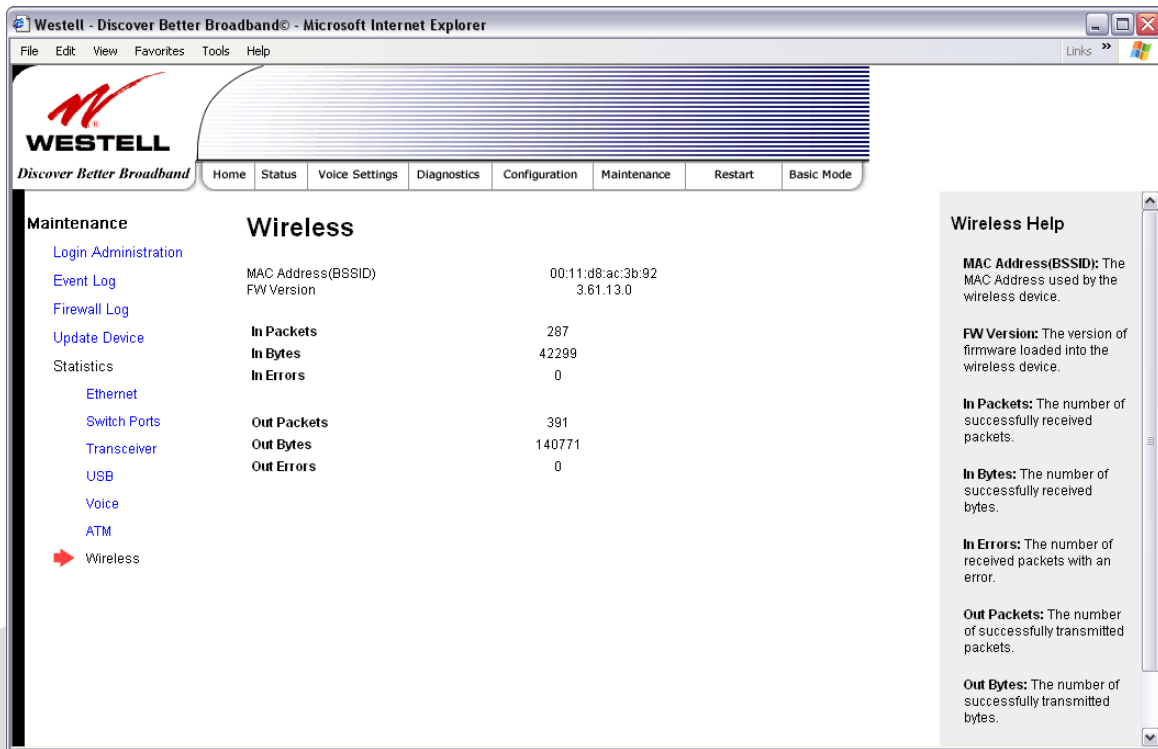 Westell - Discover Better Broadband© - Microsoft Internet Explorer
File Edit View Favorites Tools Help
Links »
WESTELL
Discover Better Broadband
Home Status Voice Settings Diagnostics Configuration Maintenance Restart Basic Mode
Maintenance
Login Administration
Event Log
Firewall Log
Update Device
Statistics
Ethernet
Switch Ports
Transceiver
USB
Voice
ATM
Wireless
Wireless
MAC Address(BSSID) 00:11:d8:ac:3b:92
FW Version 3.61.13.0
In Packets 287
In Bytes 42299
In Errors 0
Out Packets 391
Out Bytes 140771
Out Errors 0
Wireless Help
MAC Address(BSSID): The
MAC Address used by the
wireless device.
FW Version: The version of
firmware loaded into the
wireless device.
In Packets: The number of
successfully received
packets.
In Bytes: The number of
successfully received
bytes.
In Errors: The number of
received packets with an
error.
Out Packets: The number
of successfully transmitted
packets.
Out Bytes: The number of
successfully transmitted
bytes.